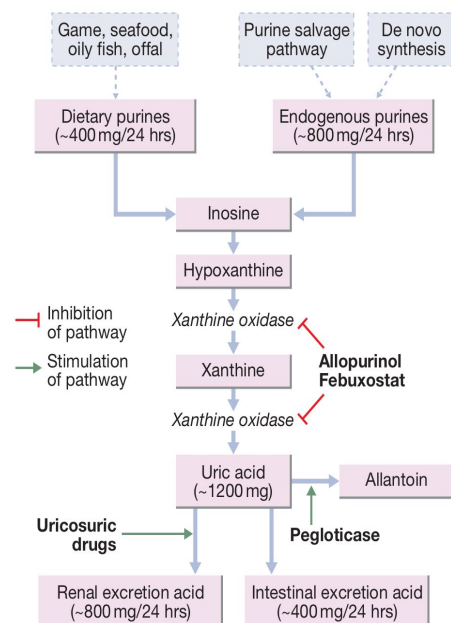 Game, seafood,
oily fish, offal
Purine salvage
pathway
De novo
synthesis
Dietary purines
(~400 mg/24 hrs)
Endogenous purines
(~800 mg/24 hrs)
Inosine
Hypoxanthine
Inhibition
of pathway
Stimulation
of pathway
Xanthine oxidase
Allopurinol
Febuxostat
Xanthine
Xanthine oxidase
Uric acid
(~1200 mg)
Allantoin
Uricosuric
drugs
Pegloticase
Renal excretion acid
(~800 mg/24 hrs)
Intestinal excretion acid
(~400 mg/24 hrs)